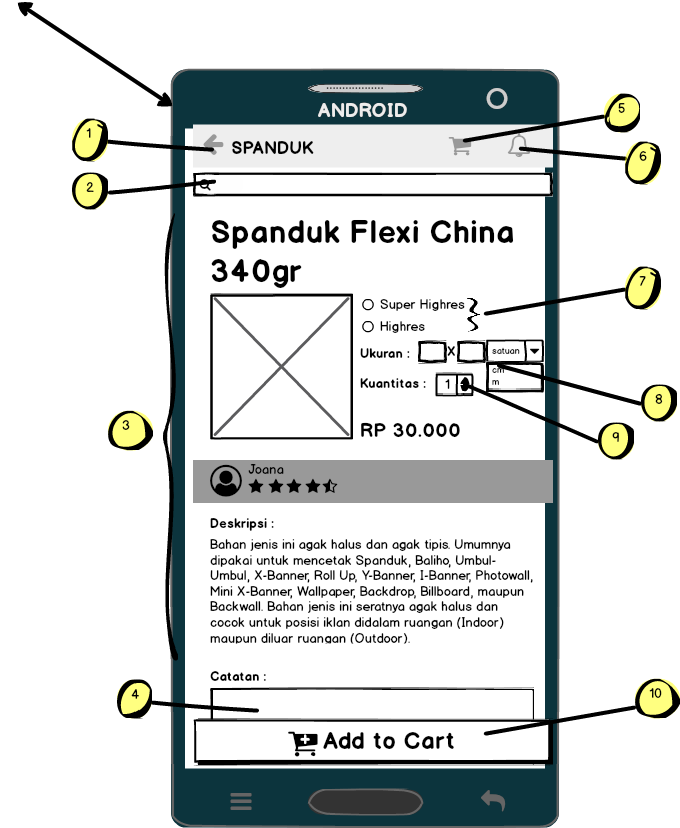 ANDROID
SPANDUK
Spanduk Flexi China
340gr
Super Highres
Highres
Ukuran :
X
satuan
cm
m
Kuantitas :
1
RP 30.000
Joana
Deskripsi :
Bahan jenis ini agak halus dan agak tipis. Umumnya
dipakai untuk mencetak Spanduk, Baliho, Umbul-
Umbul, X-Banner, Roll Up, Y-Banner, I-Banner, Photowall,
Mini X-Banner, Wallpaper, Backdrop, Billboard, maupun
Backwall. Bahan jenis ini seratnya agak halus dan
cocok untuk posisi iklan didalam ruangan (Indoor)
maupun diluar ruangan (Outdoor).
Catatan :
Add to Cart
1
2
3
4
5
6
7
8
9
10